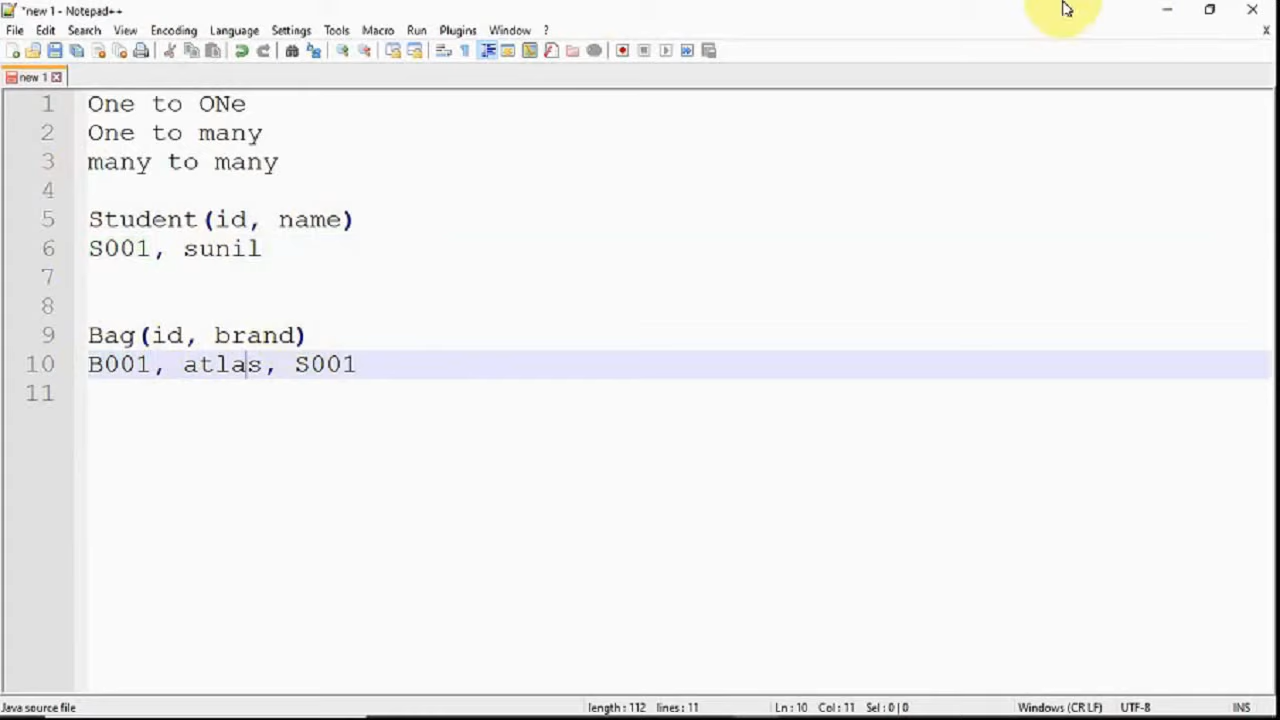 *new 1 - Notepad++
File Edit Search View Encoding Language Settings Tools Macro Run Plugins Window ? X
new 1
1 One to ONe
2 One to many
3 many to many
4
5 Student(id, name)
6 S001, sunil
7
8
9 Bag(id, brand)
10 B001, atlas, S001
11
Java source file length : 112 lines : 11 Ln : 10 Col : 11 Sel : 0 | 0 Windows (CR LF) UTF-8 INS